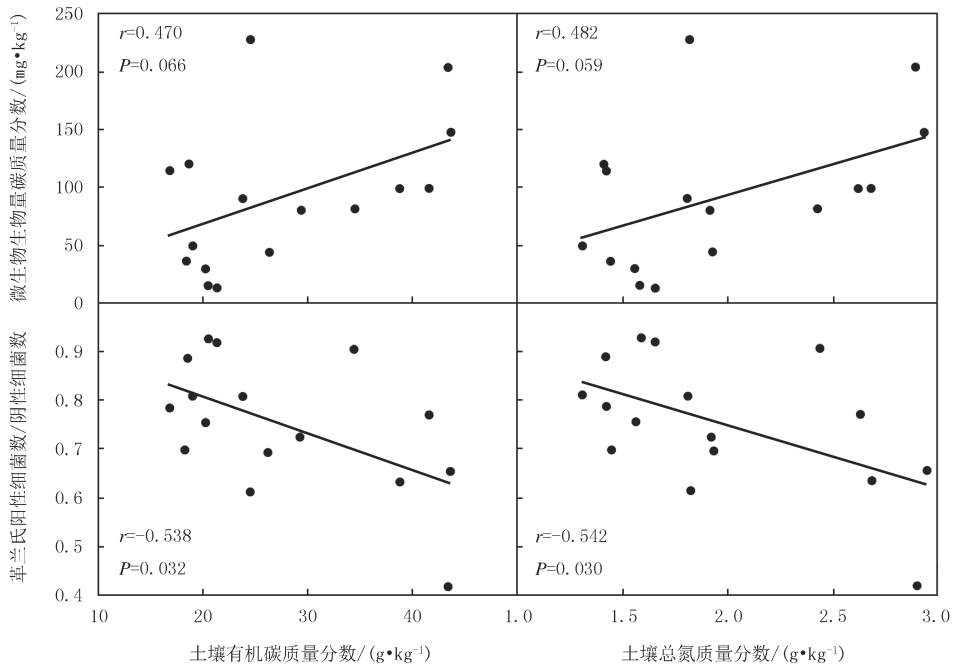 微生物生物量碳质量分数/(mg•kg⁻¹)
250
200
150
100
50
0
r=0.470
P=0.066
r=0.482
P=0.059
革兰氏阳性细菌数/阴性细菌数
0.9
0.8
0.7
0.6
0.5
0.4
r=-0.538
P=0.032
r=-0.542
P=0.030
10 20 30 40 1.0 1.5 2.0 2.5 3.0
土壤有机碳质量分数/(g•kg⁻¹)
土壤总氮质量分数/(g•kg⁻¹)